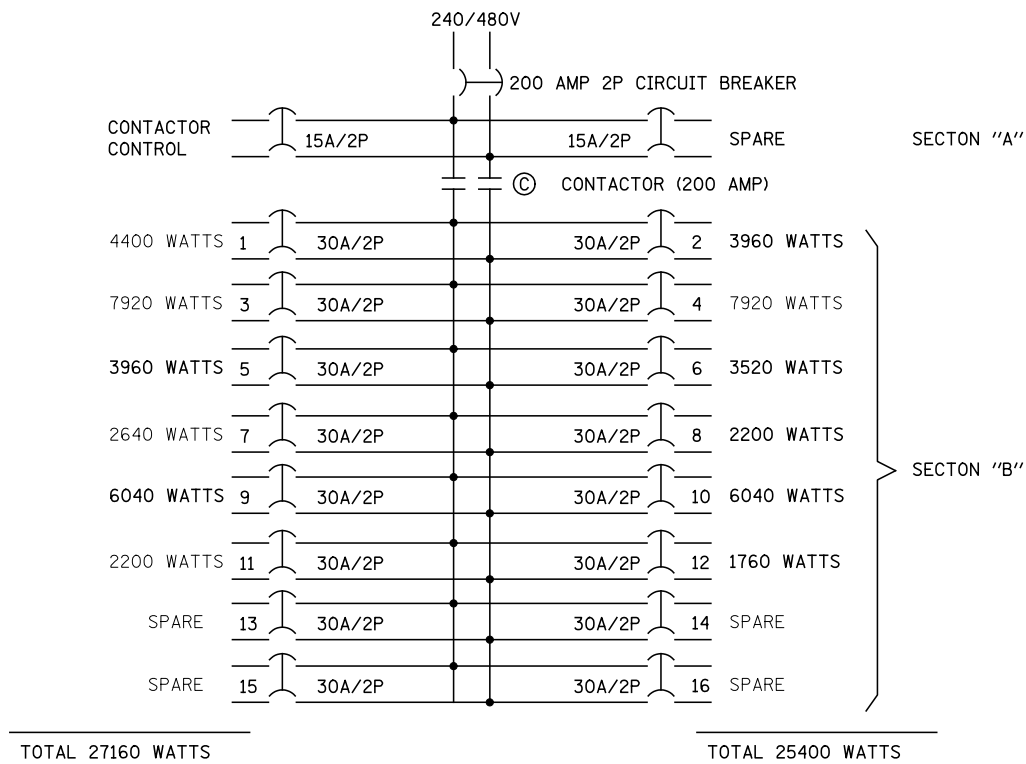 240/480V
200 AMP 2P CIRCUIT BREAKER
CONTACTOR
CONTROL
15A/2P
15A/2P
SPARE
SECTON "A"
C
CONTACTOR (200 AMP)
4400 WATTS 1 30A/2P 30A/2P 2 3960 WATTS
7920 WATTS 3 30A/2P 30A/2P 4 7920 WATTS
3960 WATTS 5 30A/2P 30A/2P 6 3520 WATTS
2640 WATTS 7 30A/2P 30A/2P 8 2200 WATTS
SECTON "B"
6040 WATTS 9 30A/2P 30A/2P 10 6040 WATTS
2200 WATTS 11 30A/2P 30A/2P 12 1760 WATTS
SPARE 13 30A/2P 30A/2P 14 SPARE
SPARE 15 30A/2P 30A/2P 16 SPARE
TOTAL 27160 WATTS
TOTAL 25400 WATTS